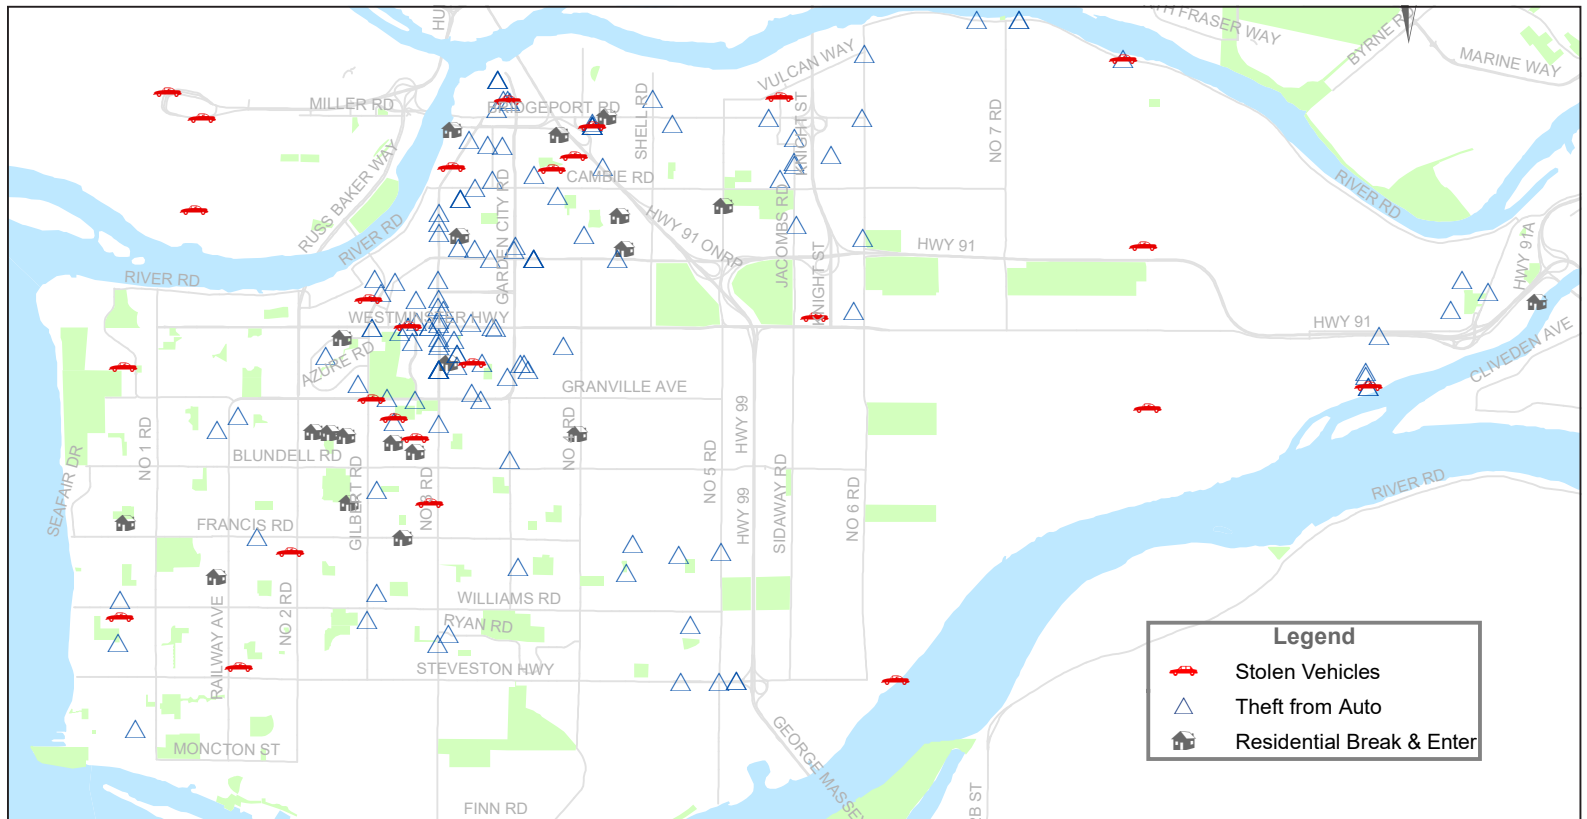 HU
TH FRASER WAY
BYRNE RD
MARINE WAY
VULCAN WAY
MILLER RD
BRIDGEPORT RD
SHELL RD
KNIGHT ST
NO 7 RD
RUSS BAKER WAY
CAMBIE RD
RIVER RD
RIVER RD
GARDEN CITY RD
HWY 91 ONRP
JACOBBS RD
KNIGHT ST
HWY 91
HWY 91A
RIVER RD
WESTMINSTER HWY
HWY 91
AZURE RD
CLIVEDEN AVE
GRANVILLE AVE
NO 1 RD
HWY 99
SEAFAIR DR
BLUNDELL RD
GILBERT RD
NO 3 RD
NO 4 RD
NO 5 RD
HWY 99
SIDAWAY RD
NO 6 RD
RIVER RD
FRANCIS RD
RAILWAY AVE
NO 2 RD
WILLIAMS RD
RYAN RD
STEVESTON HWY
MONCTON ST
GEORGE MASSEY
FINN RD
BB ST
Legend
Stolen Vehicles
Theft from Auto
Residential Break & Enter